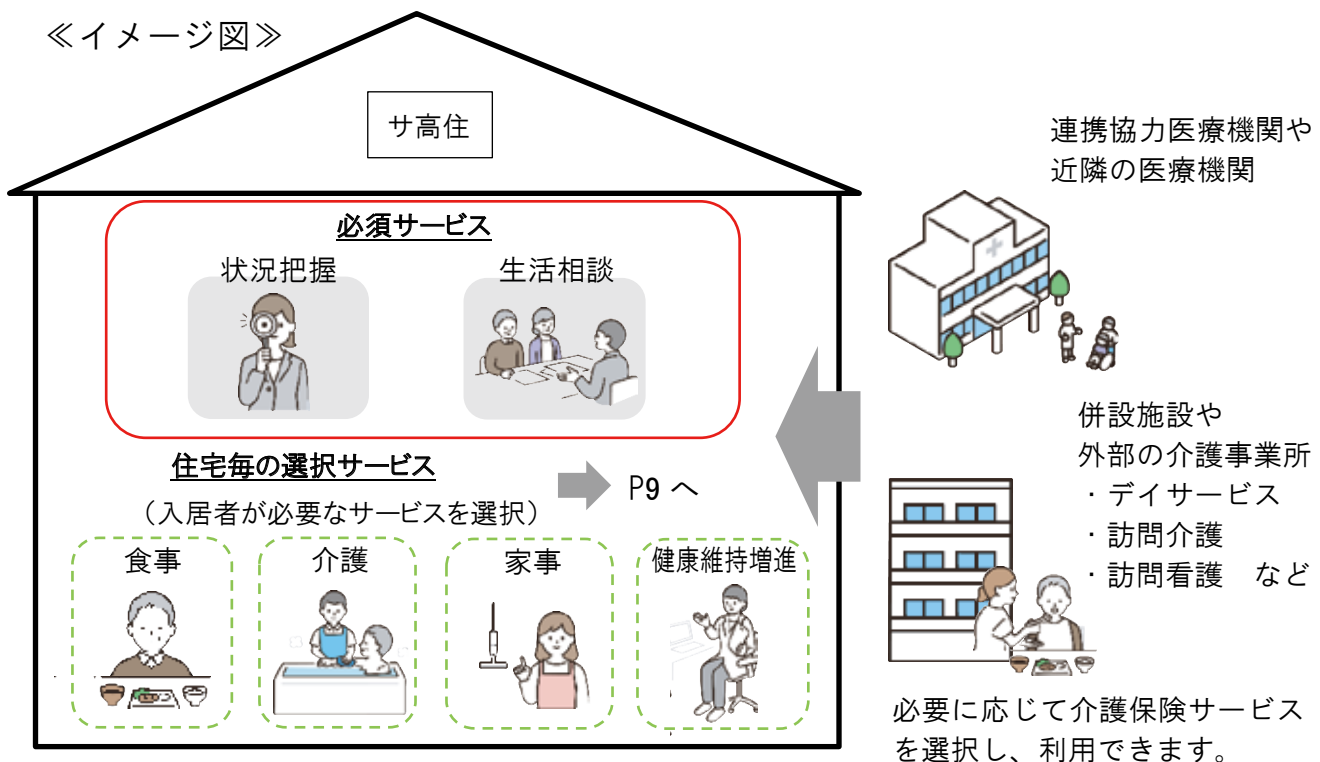 ≪イメージ図≫
サ高住
必須サービス
状況把握
生活相談
住宅毎の選択サービス
P9 へ
（入居者が必要なサービスを選択）
食事
介護
家事
健康維持増進
連携協力医療機関や
近隣の医療機関
併設施設や
外部の介護事業所
・デイサービス
・訪問介護
・訪問看護　など
必要に応じて介護保険サービス
を選択し、利用できます。